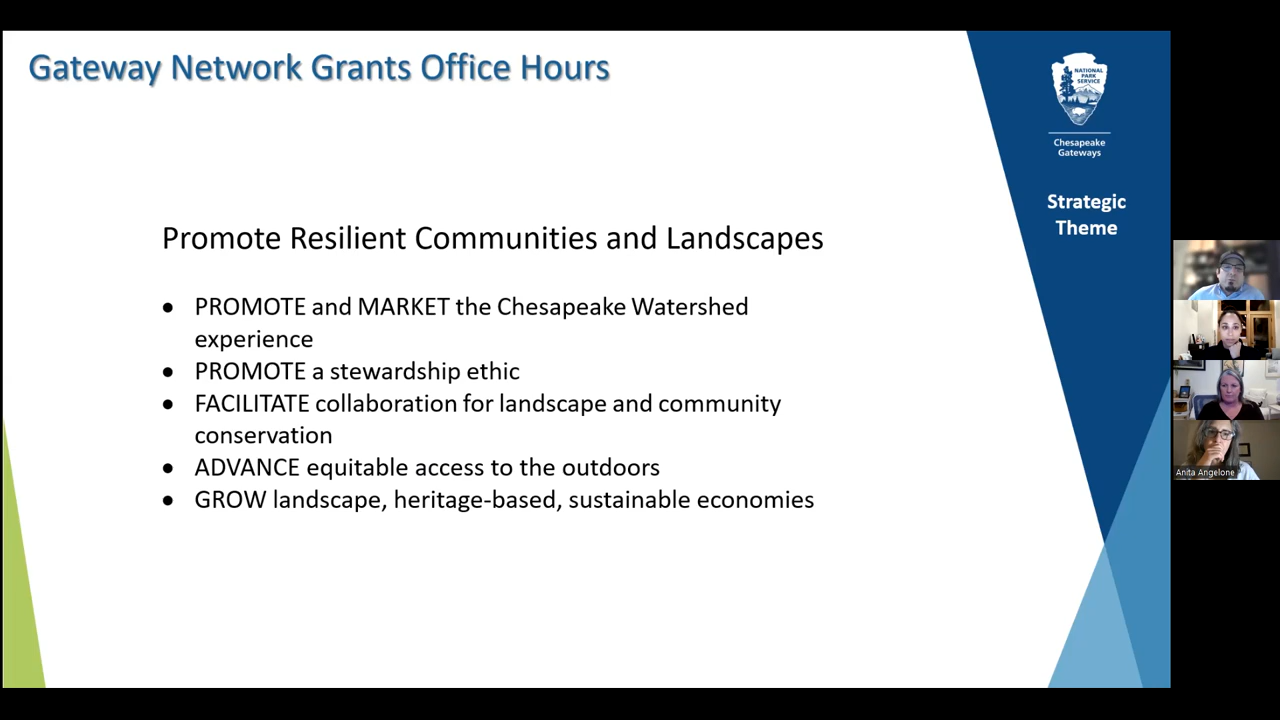 Gateway Network Grants Office Hours
NATIONAL
PARK
SERVICE
Chesapeake
Gateways
Strategic
Theme
Promote Resilient Communities and Landscapes
● PROMOTE and MARKET the Chesapeake Watershed
experience
● PROMOTE a stewardship ethic
● FACILITATE collaboration for landscape and community
conservation
● ADVANCE equitable access to the outdoors
● GROW landscape, heritage-based, sustainable economies
Anita Angelone